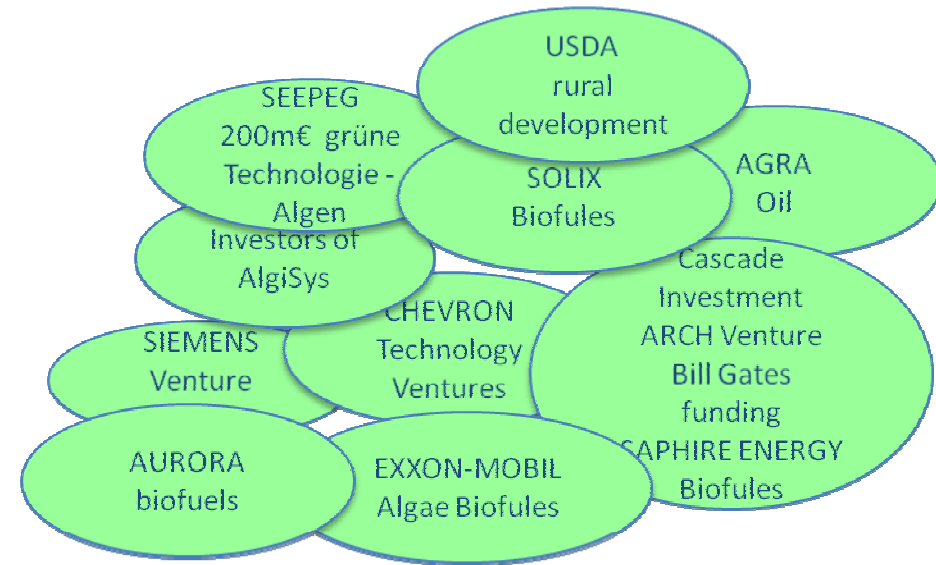 USDA
rural
development
SEEPEG
200m€ grüne
Technologie -
Algen
SOLIX
Biofules
AGRA
Oil
Investors of
AlgiSys
Cascade
Investment
ARCH Venture
Bill Gates
funding
SAPHIRE ENERGY
Biofules
CHEVRON
Technology
Ventures
SIEMENS
Venture
AURORA
biofuels
EXXON-MOBIL
Algae Biofules